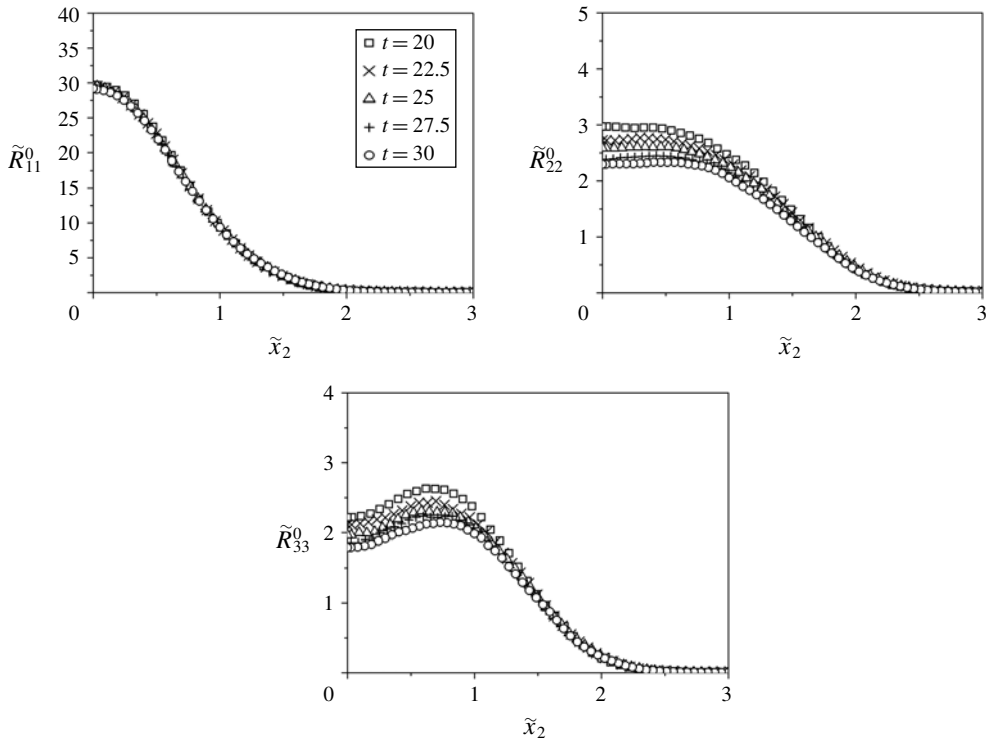 40
35
30
25
20
15
10
5
0 1 2 3
R̃⁰₁₁
x̃₂
t = 20
t = 22.5
t = 25
t = 27.5
t = 30
5
4
3
2
1
0 1 2 3
R̃⁰₂₂
x̃₂
4
3
2
1
0 1 2 3
R̃⁰₃₃
x̃₂